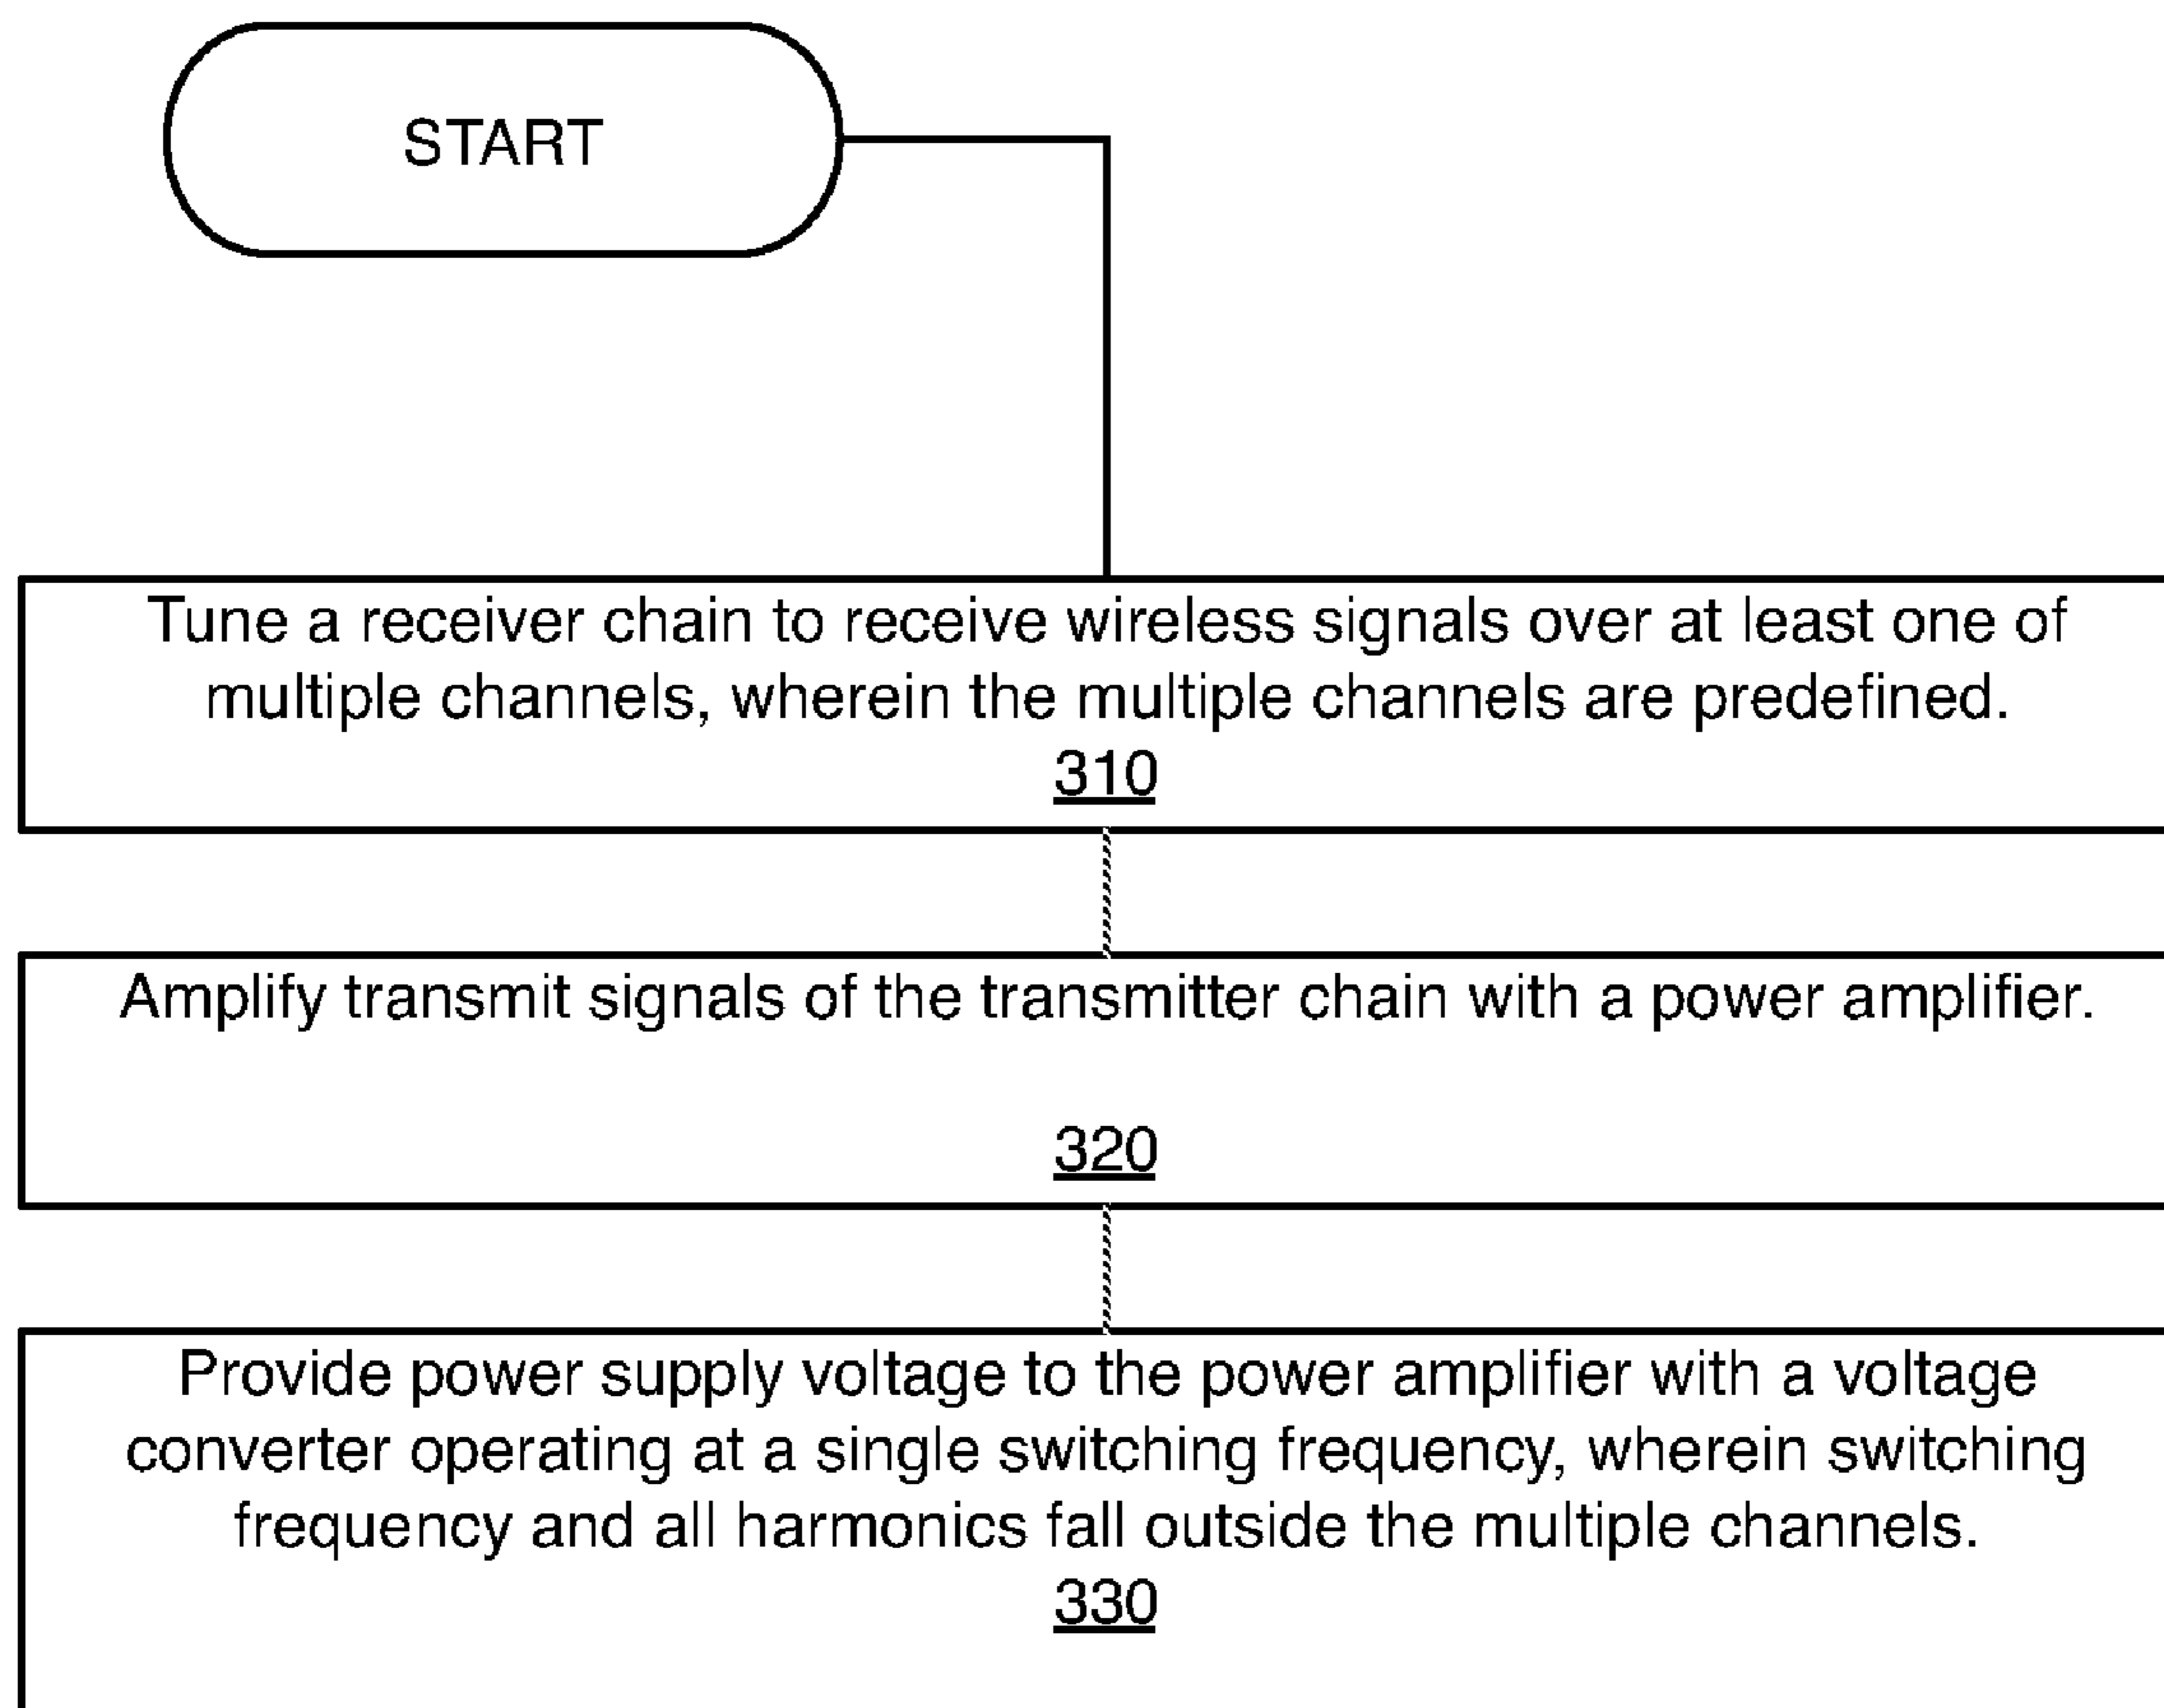 START
Tune a receiver chain to receive wireless signals over at least one of
multiple channels, wherein the multiple channels are predefined.
310
Amplify transmit signals of the transmitter chain with a power amplifier.
320
Provide power supply voltage to the power amplifier with a voltage
converter operating at a single switching frequency, wherein switching
frequency and all harmonics fall outside the multiple channels.
330